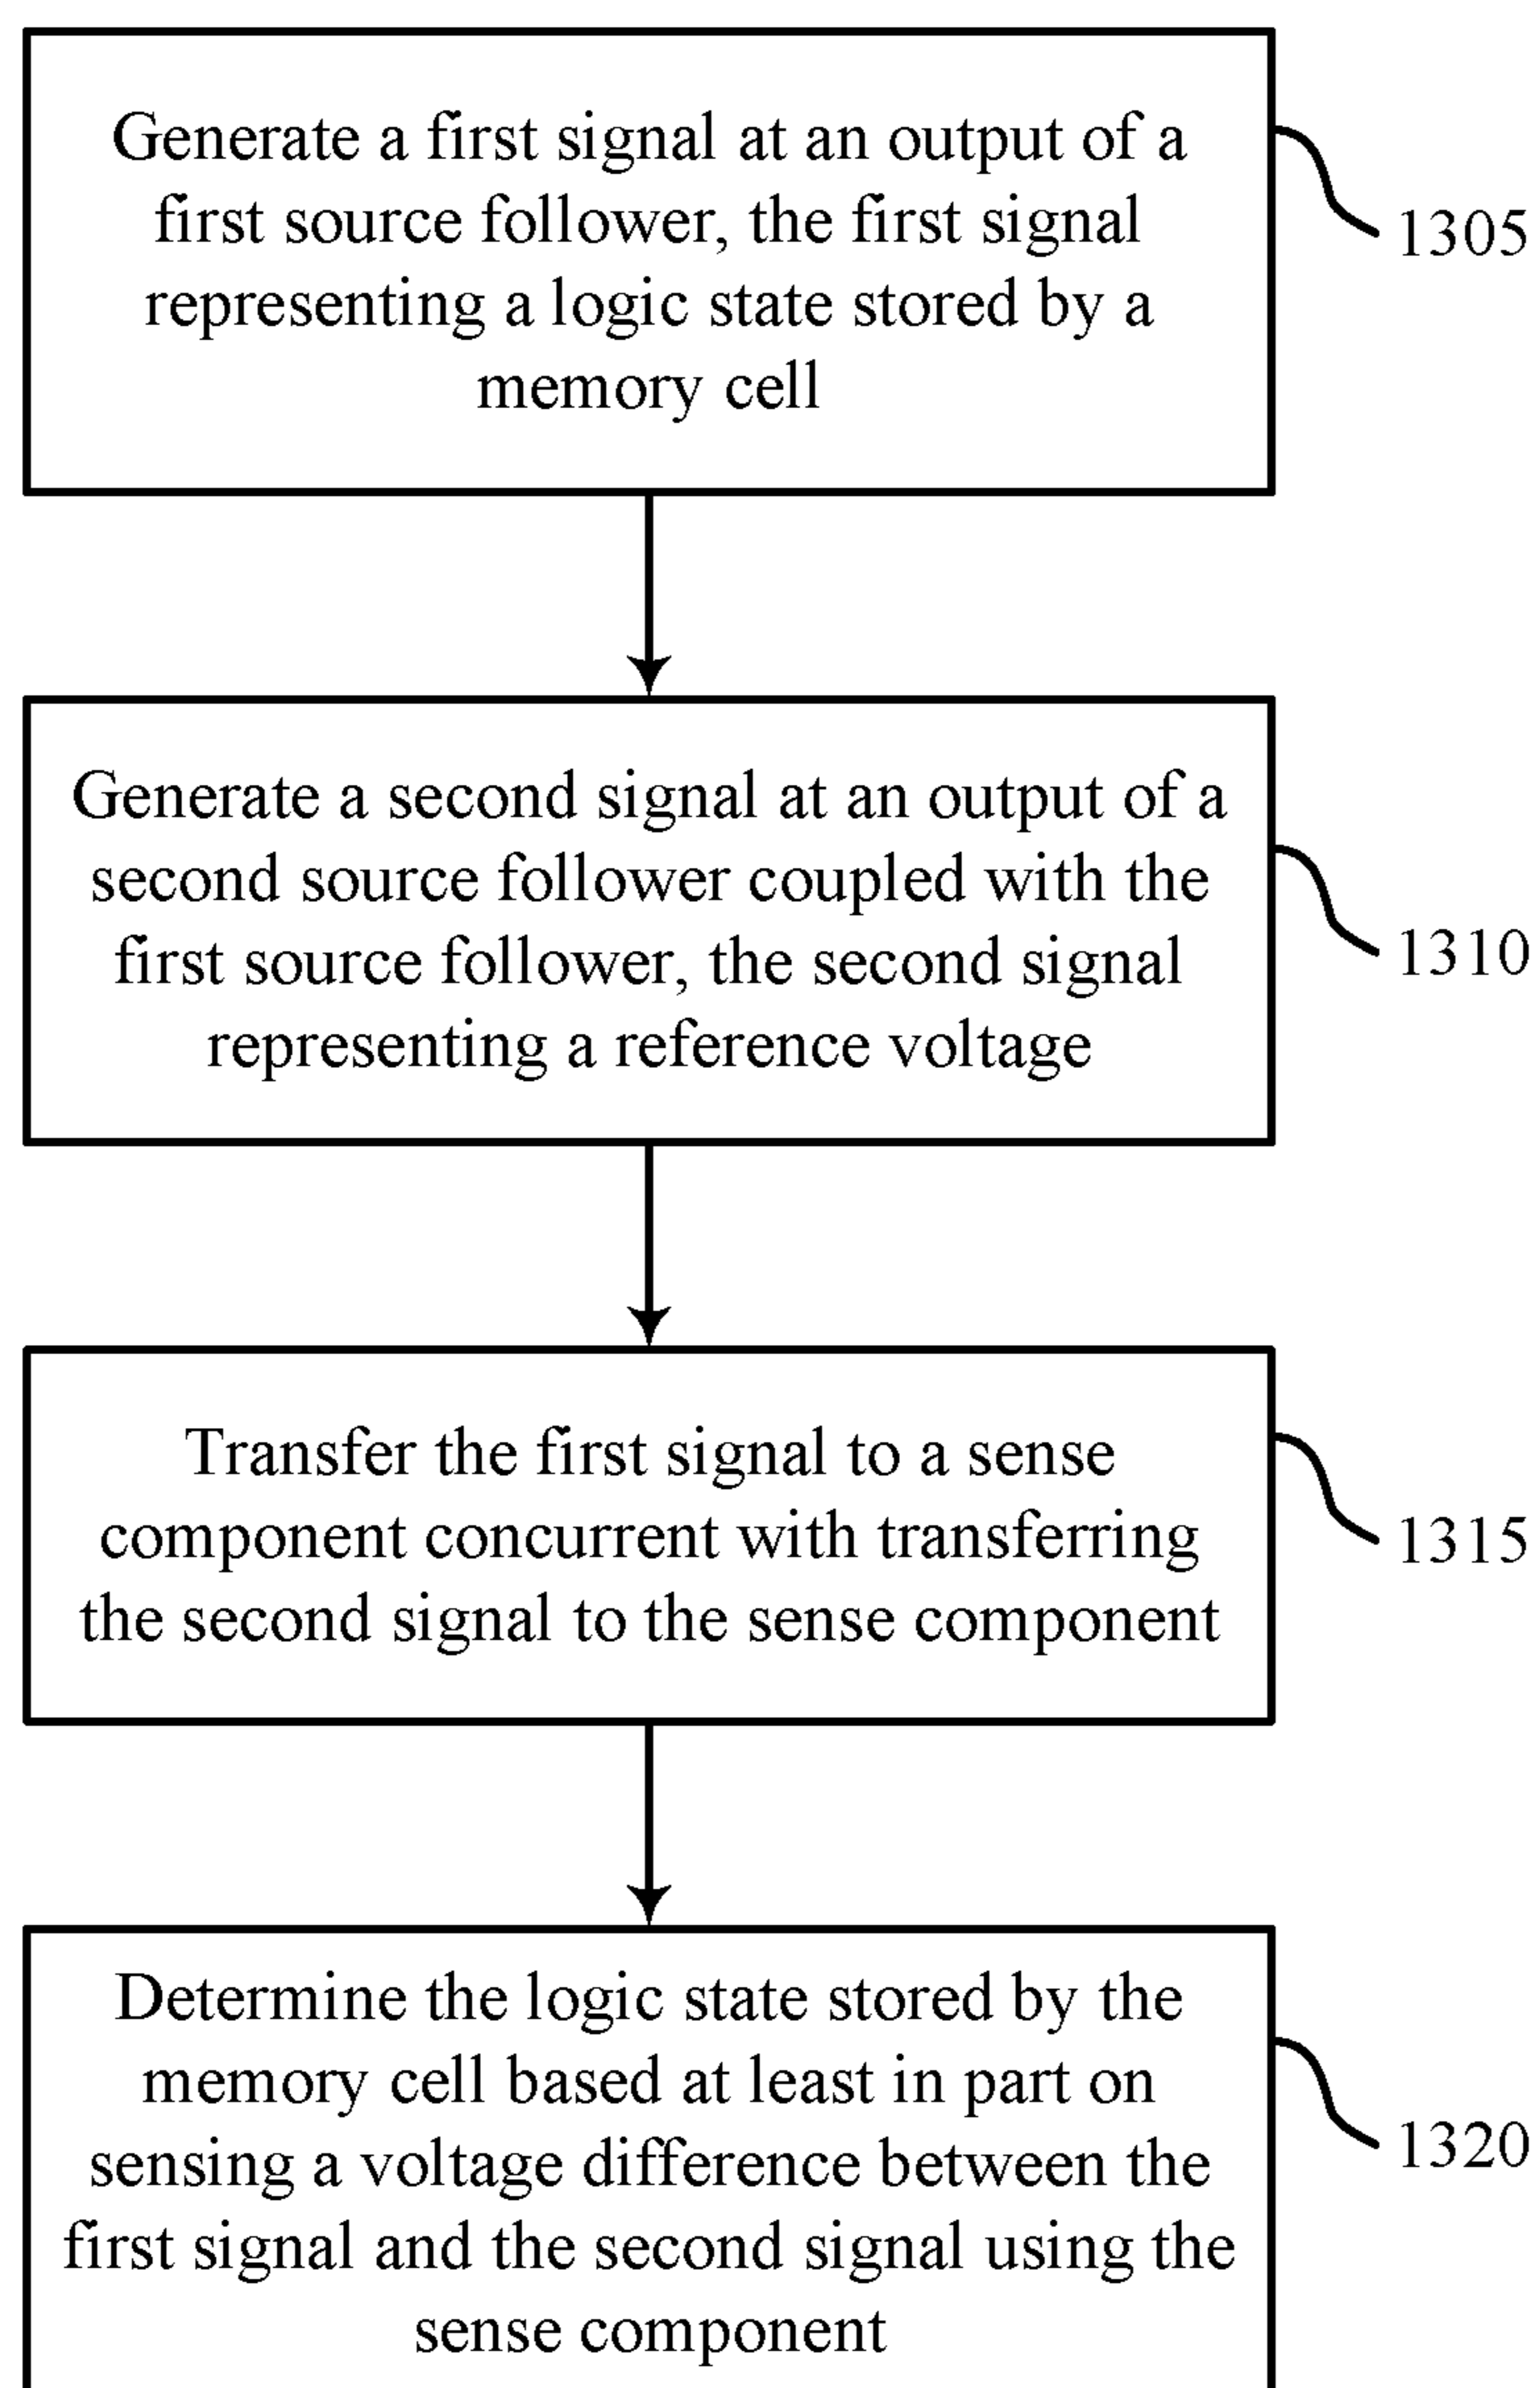 Generate a first signal at an output of a
first source follower, the first signal
representing a logic state stored by a
memory cell
1305
Generate a second signal at an output of a
second source follower coupled with the
first source follower, the second signal
representing a reference voltage
1310
Transfer the first signal to a sense
component concurrent with transferring
the second signal to the sense component
1315
Determine the logic state stored by the
memory cell based at least in part on
sensing a voltage difference between the
first signal and the second signal using the
sense component
1320